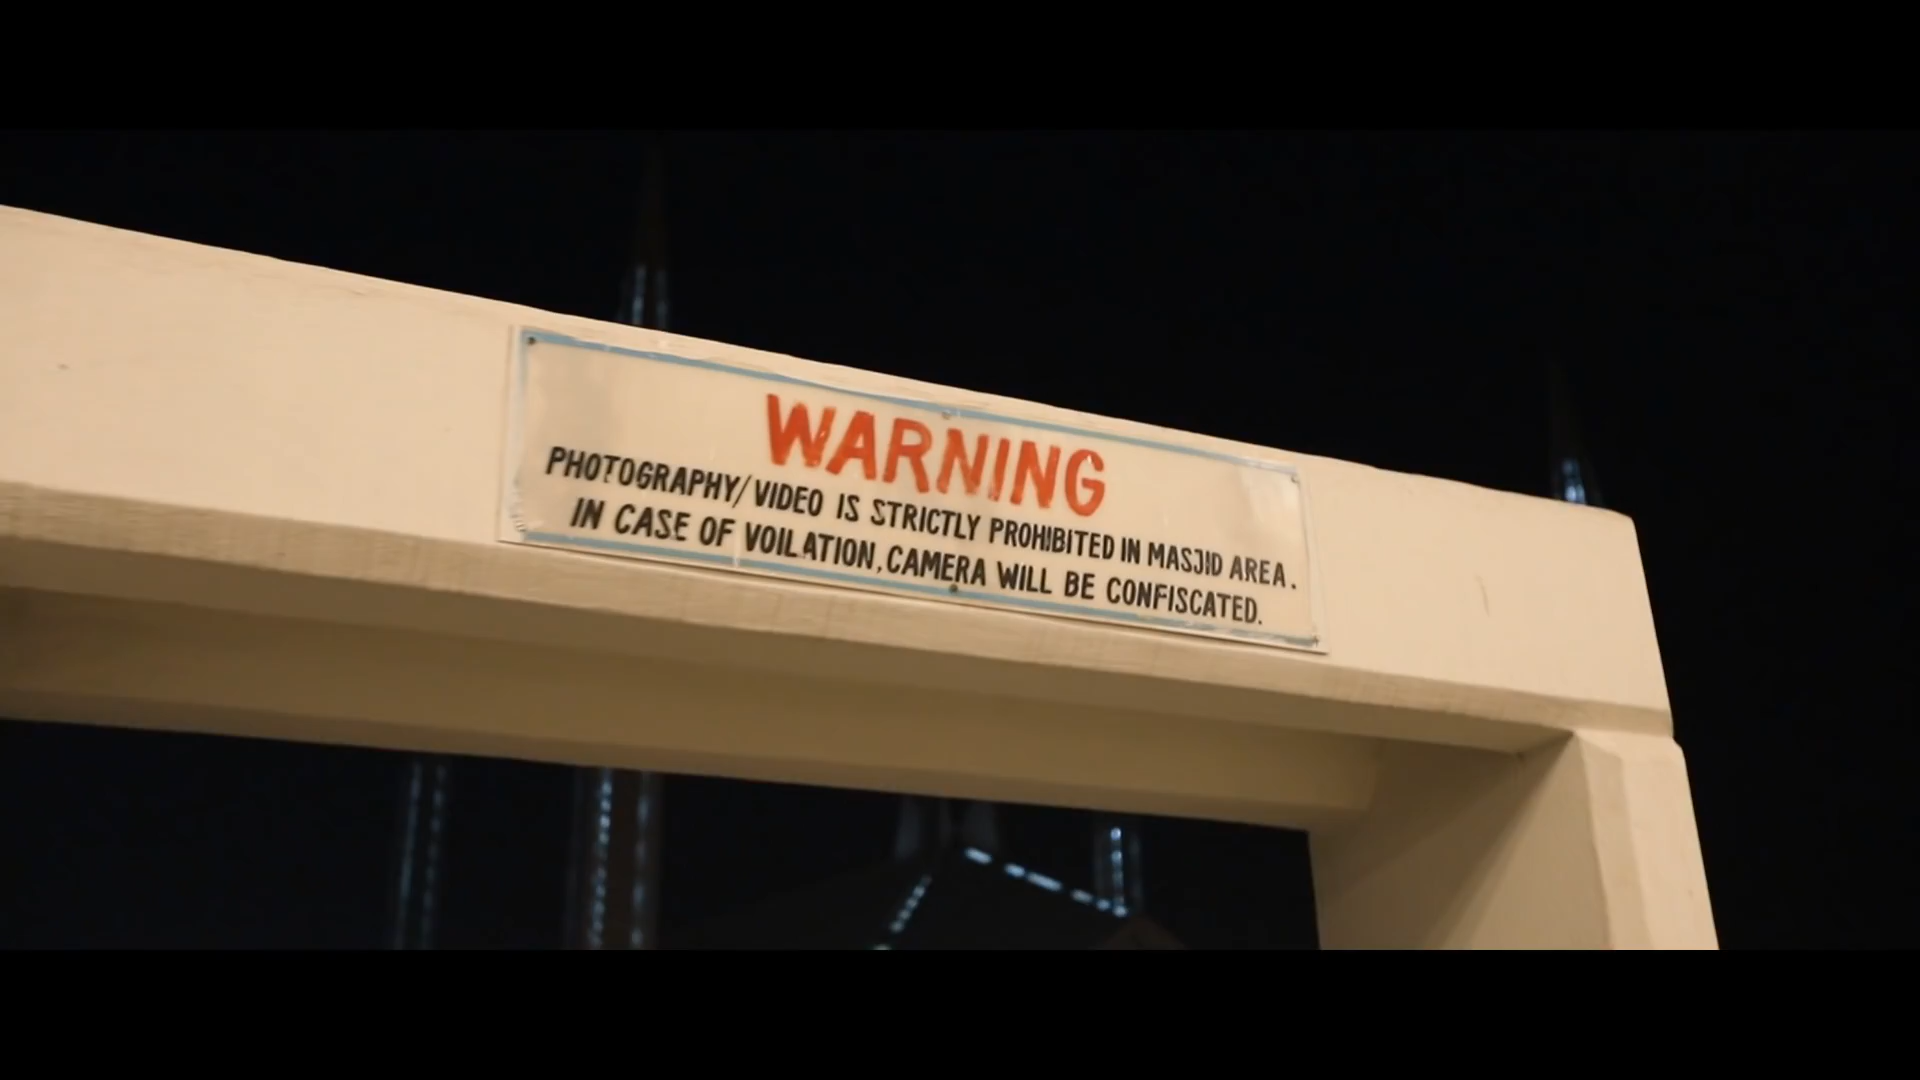 WARNING
PHOTOGRAPHY/VIDEO IS STRICTLY PROHIBITED IN MASJID AREA.
IN CASE OF VOILATION, CAMERA WILL BE CONFISCATED.